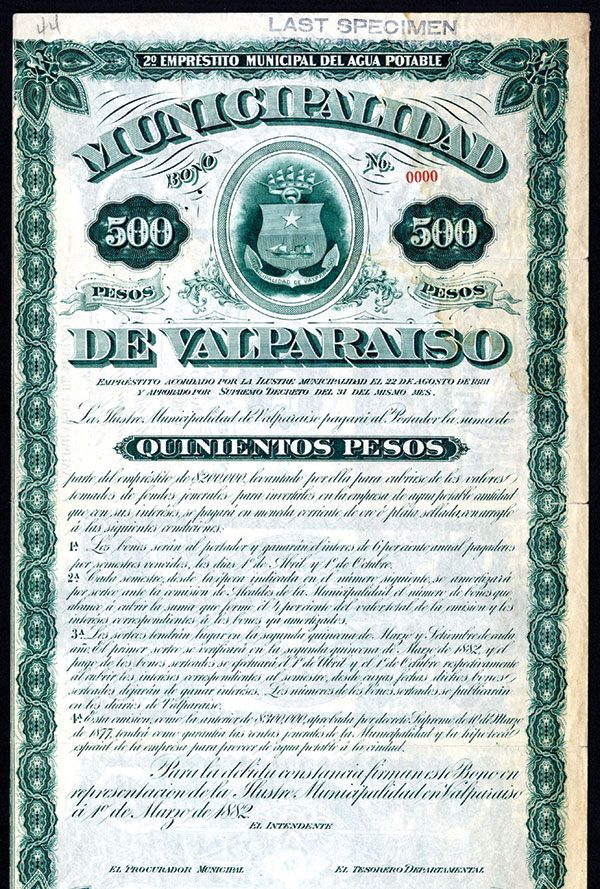 44
LAST SPECIMEN
2º EMPRÉSTITO MUNICIPAL DEL AGUA POTABLE
MUNICIPALIDAD
BONO No. 0000
500 500
PESOS PESOS
DE VALPARAISO
EMPRÉSTITO ACORDADO POR LA ILUSTRE MUNICIPALIDAD EL 22 DE AGOSTO DE 1881
Y APROBADO POR SUPREMO DECRETO DEL 31 DEL MISMO MES.
La Ilustre Municipalidad de Valparaiso pagará al Portador la suma de
QUINIENTOS PESOS
parte del empréstito de $200.000, levantado por ella para cubrirse de los valores
tomados de fondos jenerales para invertirlos en la empresa de agua potable cantidad
que con sus intereses, se pagará en moneda corriente de oro ó plata sellada, con arreglo
á las siguientes condiciones.
1ª Los bonos serán al portador y ganarán el interes de 6 por ciento anual pagaderos
por semestres vencidos, los dias 1º de Abril y 1º de Octubre.
2ª Cada semestre, desde la época indicada en el número siguiente, se amortizará
por sorteo ante la comision de Alcaldes de la Municipalidad el número de bonos que
alcance á cubrir la suma que forme el 4 por ciento del valor total de la emision y los
intereses correspondientes á los bonos ya amortizados.
3ª Los sorteos tendrán lugar en la segunda quincena de Marzo y Setiembre de cada
año. El primer sorteo se verificará en la segunda quincena de Marzo de 1882, y el
pago de los bonos sorteados se efectuará el 1º de Abril y el 1º de Octubre respectivamente
al cubrir los intereses correspondientes al semestre, desde cuyas fechas dichos bonos
sorteados dejarán de ganar intereses. Los números de los bonos sorteados se publicarán
en los diarios de Valparaiso.
4ª Esta emision, como la anterior de $300,000, aprobada por decreto Supremo de 10 de Marzo
de 1877, tendrá como garantia las rentas jenerales de la Municipalidad y la hipoteca
especial de la empresa para proveer de agua potable á la ciudad.
Para la debida constancia firman este Bono en
representacion de la Ilustre Municipalidad en Valparaiso
á 1º de Marzo de 1882.
EL INTENDENTE
EL PROCURADOR MUNICIPAL EL TESORERO DEPARTAMENTAL